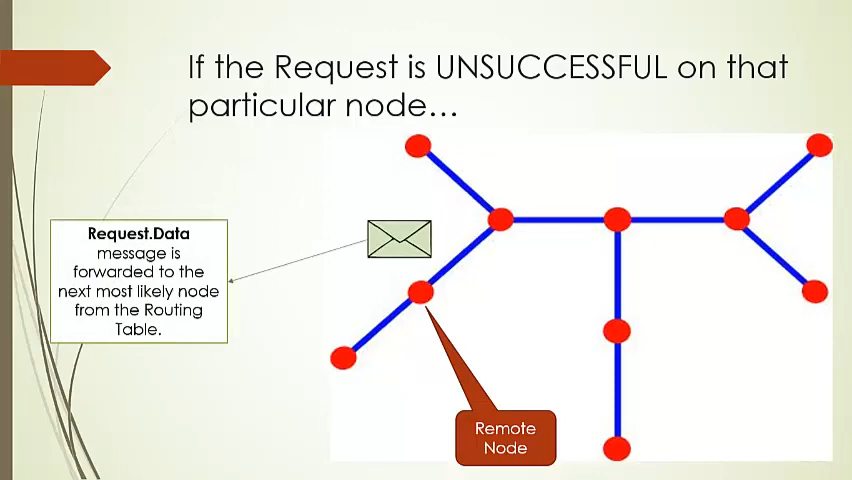 If the Request is UNSUCCESSFUL on that
particular node…
Request.Data
message is
forwarded to the
next most likely node
from the Routing
Table.
Remote
Node